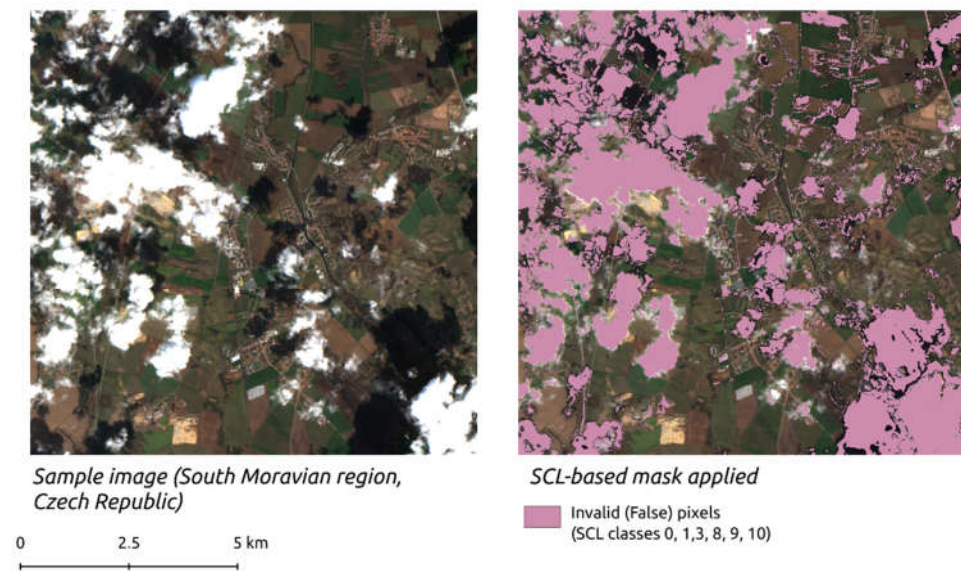 Sample image (South Moravian region,
Czech Republic)
SCL-based mask applied
Invalid (False) pixels
(SCL classes 0, 1,3, 8, 9, 10)
0 2.5 5 km